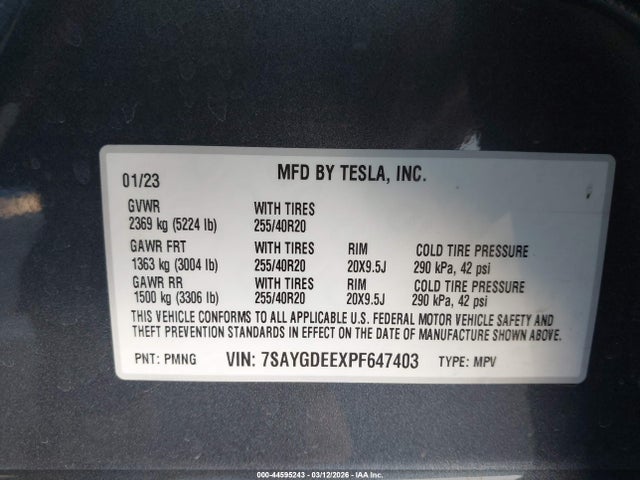 MFD BY TESLA, INC.
01/23
GVWR WITH TIRES
2369 kg (5224 lb) 255/40R20
GAWR FRT WITH TIRES RIM COLD TIRE PRESSURE
1363 kg (3004 lb) 255/40R20 20X9.5J 290 kPa, 42 psi
GAWR RR WITH TIRES RIM COLD TIRE PRESSURE
1500 kg (3306 lb) 255/40R20 20X9.5J 290 kPa, 42 psi
THIS VEHICLE CONFORMS TO ALL APPLICABLE U.S. FEDERAL MOTOR VEHICLE SAFETY AND
THEFT PREVENTION STANDARDS IN EFFECT ON THE DATE OF MANUFACTURE SHOWN ABOVE.
PNT: PMNG VIN: 7SAYGDEEXPF647403 TYPE: MPV
000-44595243 - 03/12/2026 - IAA Inc.